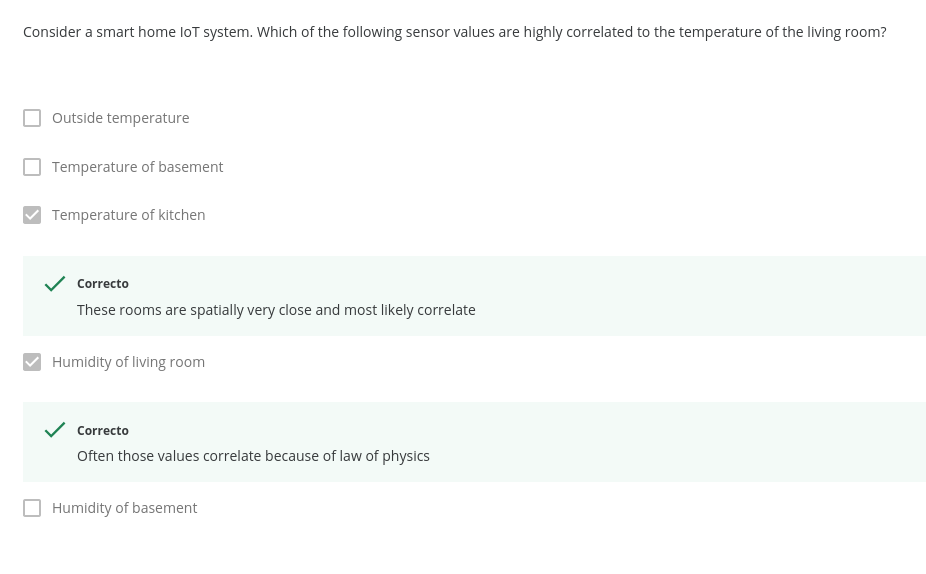 Consider a smart home IoT system. Which of the following sensor values are highly correlated to the temperature of the living room?
Outside temperature
Temperature of basement
Temperature of kitchen
Correcto
These rooms are spatially very close and most likely correlate
Humidity of living room
Correcto
Often those values correlate because of law of physics
Humidity of basement